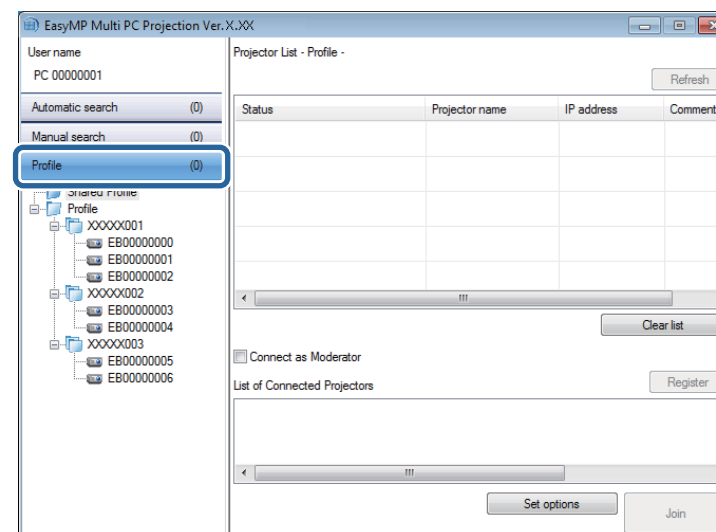 EasyMP Multi PC Projection Ver.X.XX
User name
PC 00000001
Automatic search (0)
Manual search (0)
Profile (0)
Shared Profile
Profile
XXXXX001
EB00000000
EB00000001
EB00000002
XXXXX002
EB00000003
EB00000004
XXXXX003
EB00000005
EB00000006
Projector List - Profile -
Refresh
Status Projector name IP address Comment
Clear list
Connect as Moderator
List of Connected Projectors
Register
Set options
Join